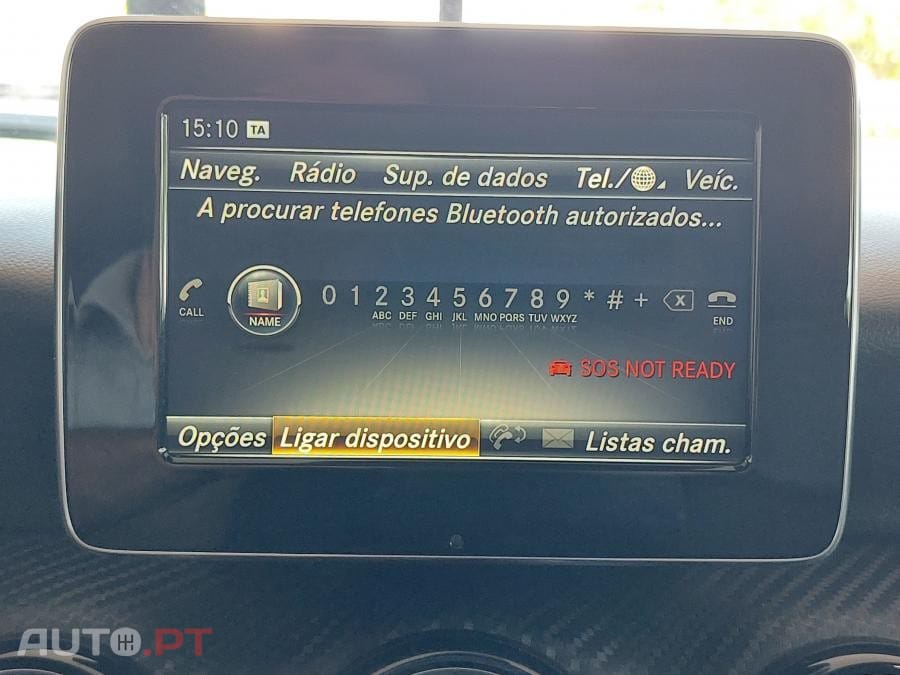 15:10 TA
Naveg. Rádio Sup. de dados Tel./ Veíc.
A procurar telefones Bluetooth autorizados...
0 1 2 3 4 5 6 7 8 9 * # +
CALL NAME ABC DEF GHI JKL MNO PQRS TUV WXYZ X END
SOS NOT READY
Opções Ligar dispositivo Listas cham.
AUTO.PT